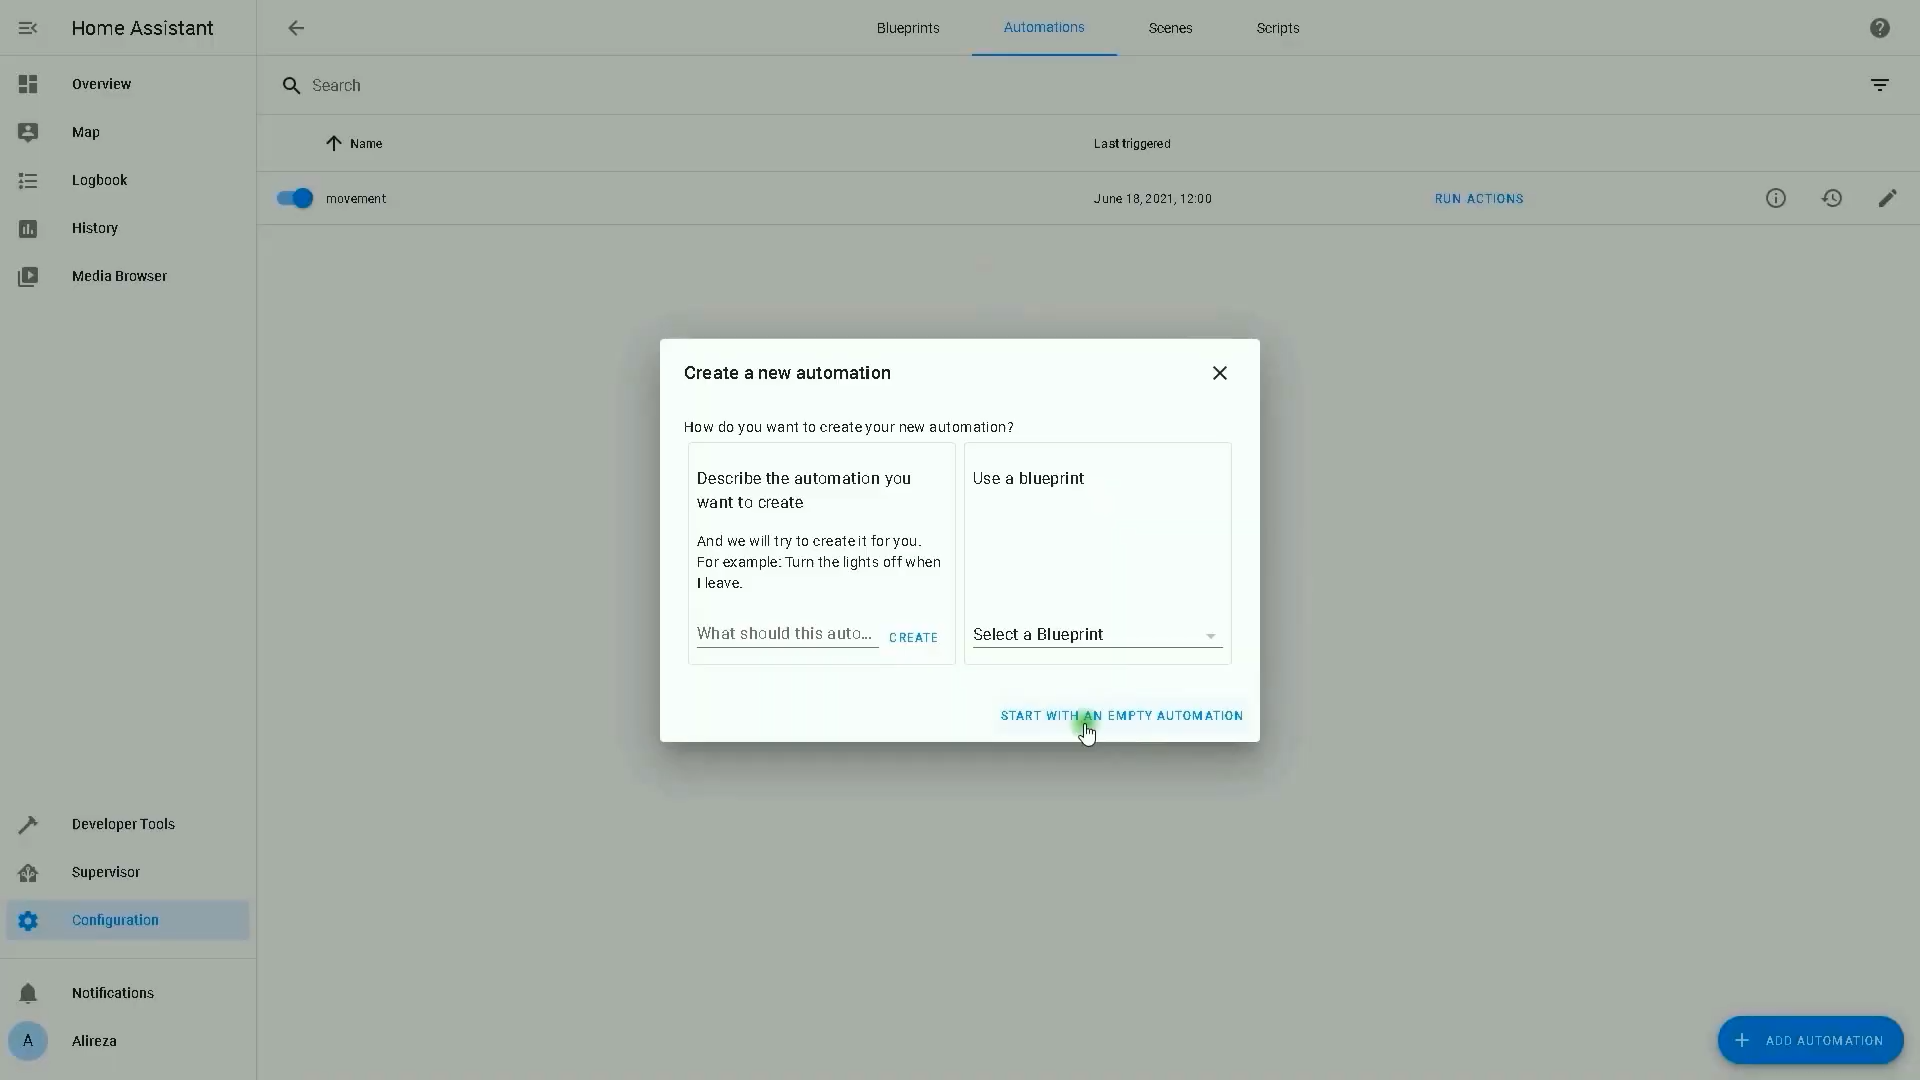 Home Assistant
Blueprints
Automations
Scenes
Scripts
Overview
Map
Logbook
History
Media Browser
Search
Name
Last triggered
movement
June 18, 2021, 12:00
RUN ACTIONS
Create a new automation
How do you want to create your new automation?
Describe the automation you
want to create
And we will try to create it for you.
For example: Turn the lights off when
I leave.
What should this auto...
CREATE
Use a blueprint
Select a Blueprint
START WITH AN EMPTY AUTOMATION
Developer Tools
Supervisor
Configuration
Notifications
A
Alireza
ADD AUTOMATION